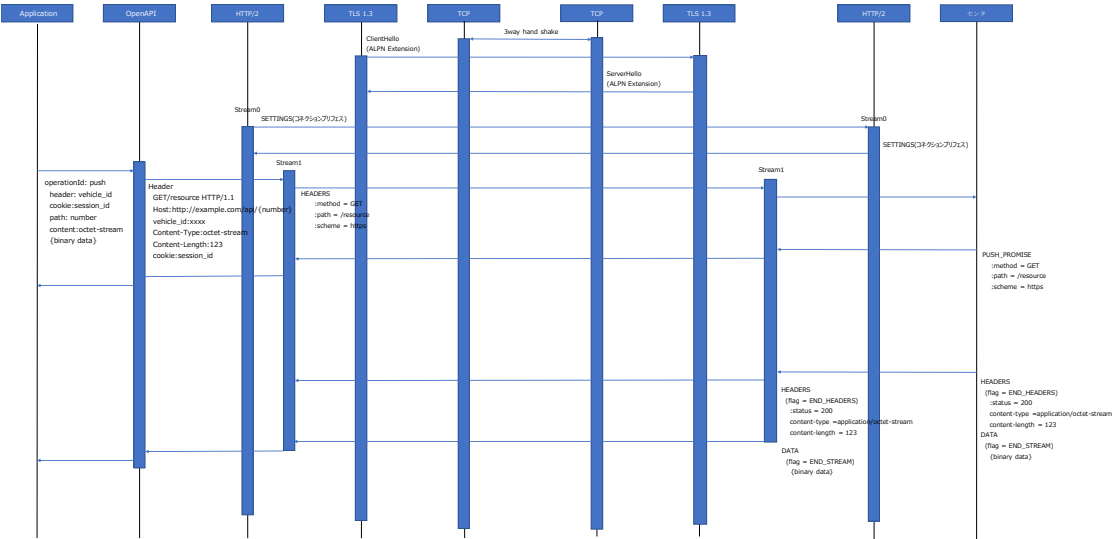 Application
OpenAPI
HTTP/2
TLS 1.3
TCP
TCP
TLS 1.3
HTTP/2
センタ
3way hand shake
ClientHello
(ALPN Extension)
ServerHello
(ALPN Extension)
Stream0
SETTINGS(コネクションプリフェス)
Stream0
SETTINGS(コネクションプリフェス)
Stream1
Stream1
operationId: push
header: vehicle_id
cookie:session_id
path: number
content:octet-stream
{binary data}
Header
GET/resource HTTP/1.1
Host:http://example.com/api/{number}
vehicle_id:xxxx
Content-Type:octet-stream
Content-Length:123
cookie:session_id
HEADERS
:method = GET
:path = /resource
:scheme = https
PUSH_PROMISE
:method = GET
:path = /resource
:scheme = https
HEADERS
(flag = END_HEADERS)
:status = 200
content-type =application/octet-stream
content-length = 123
DATA
(flag = END_STREAM)
{binary data}
HEADERS
(flag = END_HEADERS)
:status = 200
content-type =application/octet-stream
content-length = 123
DATA
(flag = END_STREAM)
{binary data}